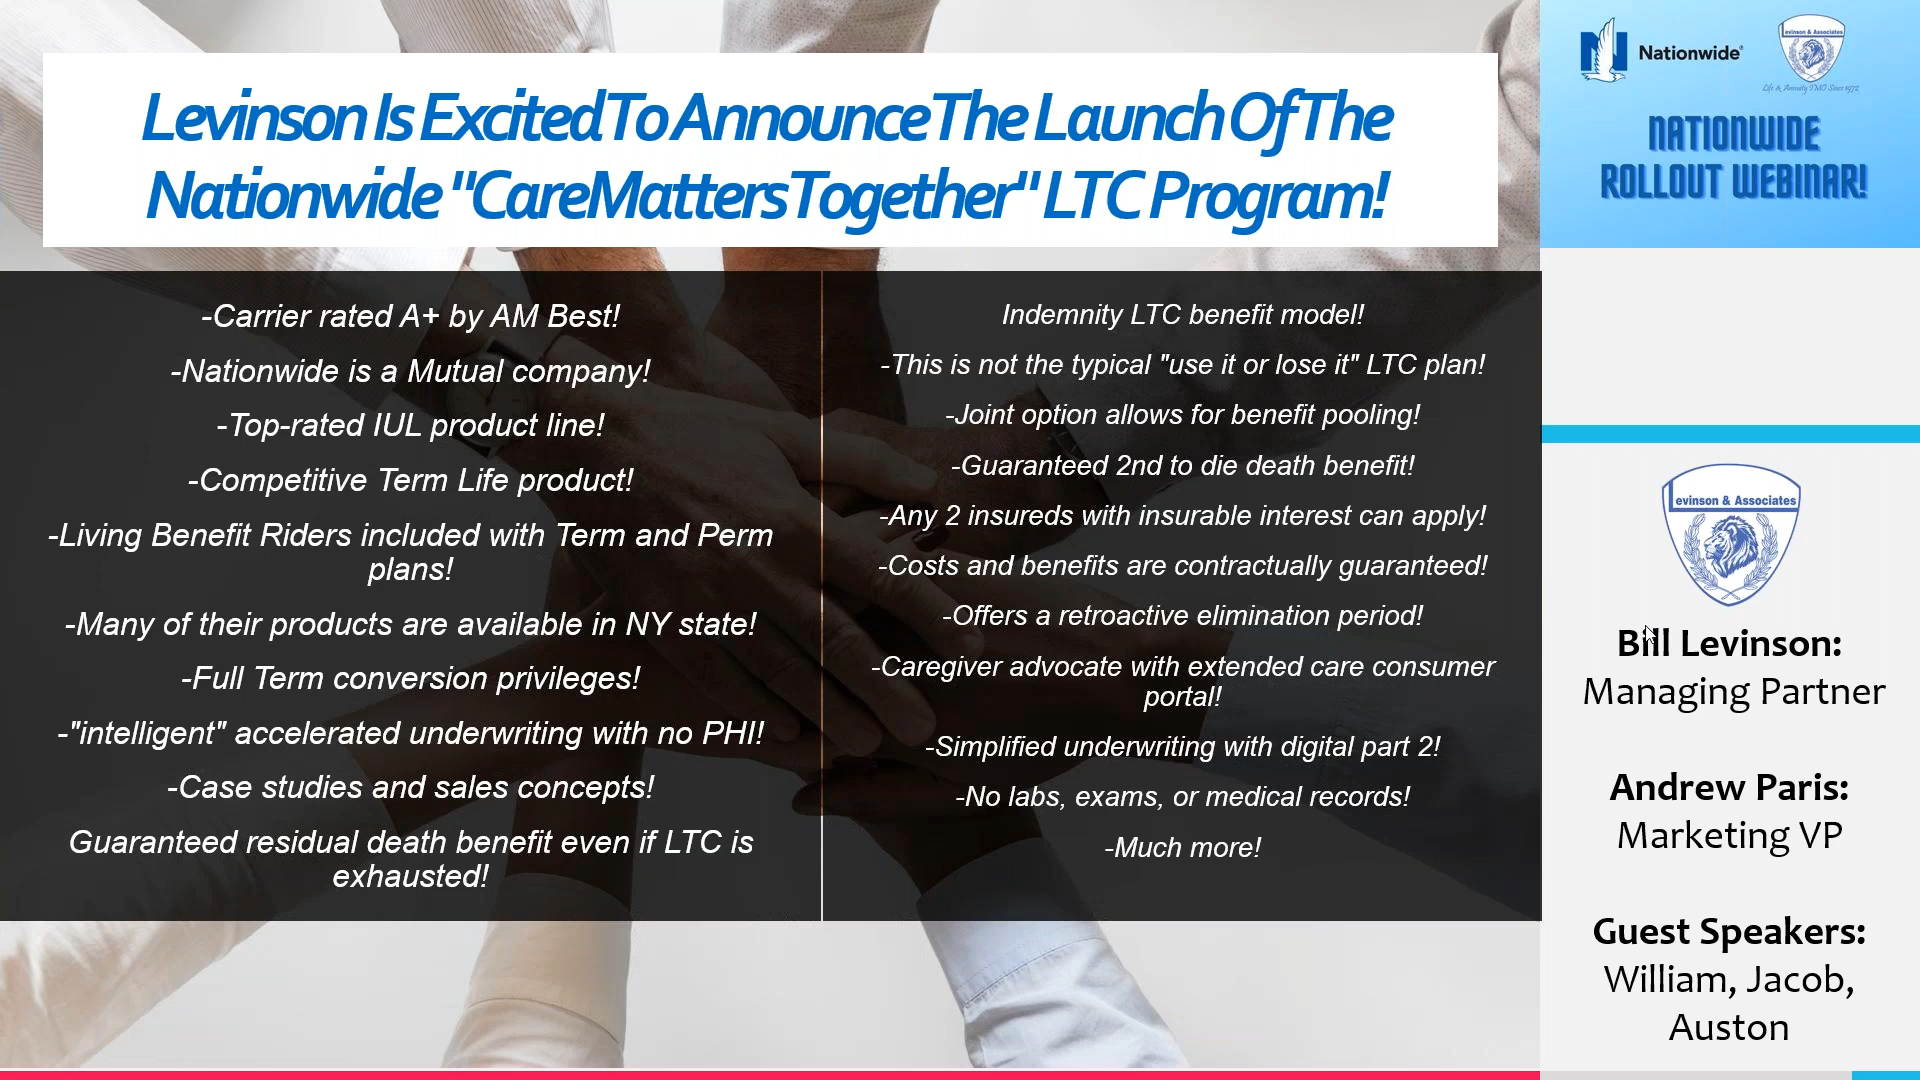 Levinson Is Excited To Announce The Launch Of The
Nationwide "CareMatters Together" LTC Program!
-Carrier rated A+ by AM Best!
-Nationwide is a Mutual company!
-Top-rated IUL product line!
-Competitive Term Life product!
-Living Benefit Riders included with Term and Perm
plans!
-Many of their products are available in NY state!
-Full Term conversion privileges!
-"intelligent" accelerated underwriting with no PHI!
-Case studies and sales concepts!
Guaranteed residual death benefit even if LTC is
exhausted!
Indemnity LTC benefit model!
-This is not the typical "use it or lose it" LTC plan!
-Joint option allows for benefit pooling!
-Guaranteed 2nd to die death benefit!
-Any 2 insureds with insurable interest can apply!
-Costs and benefits are contractually guaranteed!
-Offers a retroactive elimination period!
-Caregiver advocate with extended care consumer
portal!
-Simplified underwriting with digital part 2!
-No labs, exams, or medical records!
-Much more!
N Nationwide®
Levinson & Associates
Life & Annuity IMO Since 1972
NATIONWIDE
ROLLOUT WEBINAR!
Levinson & Associates
Bill Levinson:
Managing Partner
Andrew Paris:
Marketing VP
Guest Speakers:
William, Jacob,
Auston